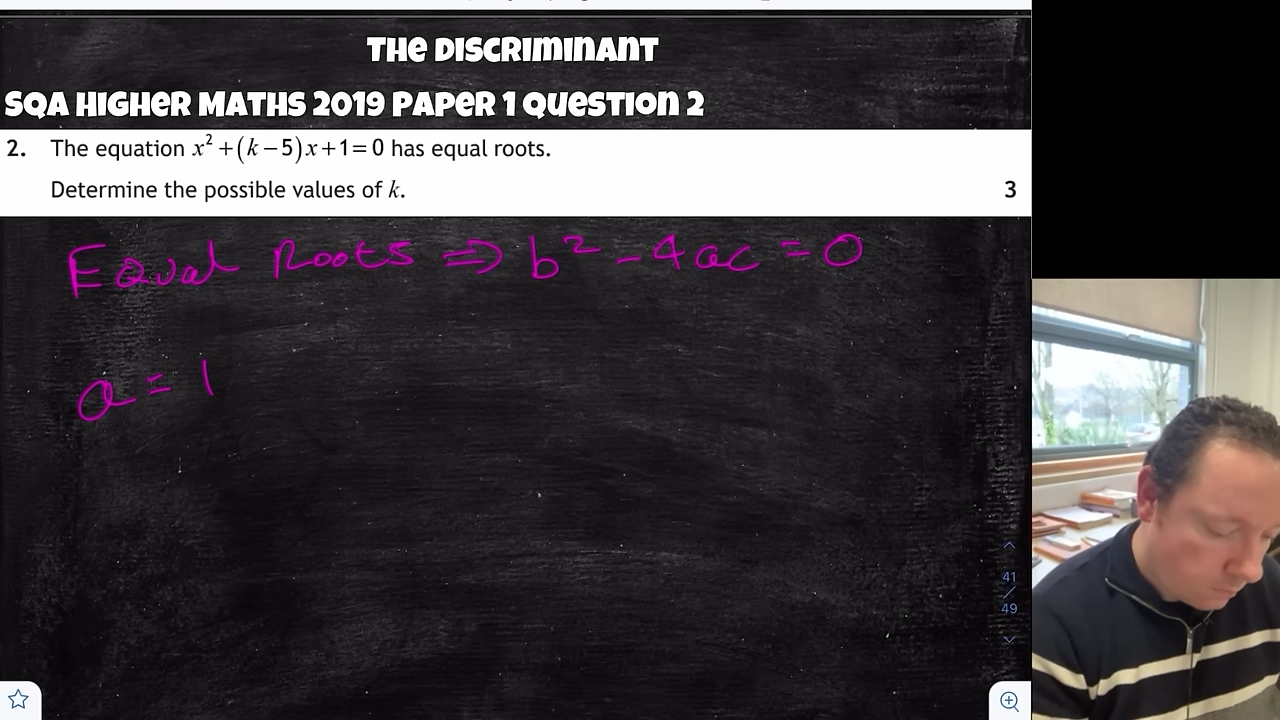 THE DISCRIMINANT
SQA HIGHER MATHS 2019 PAPER 1 QUESTION 2
2. The equation x² + (k − 5)x + 1 = 0 has equal roots.
Determine the possible values of k. 3
Equal Roots ⇒ b² − 4ac = 0
a = 1
41
/
49